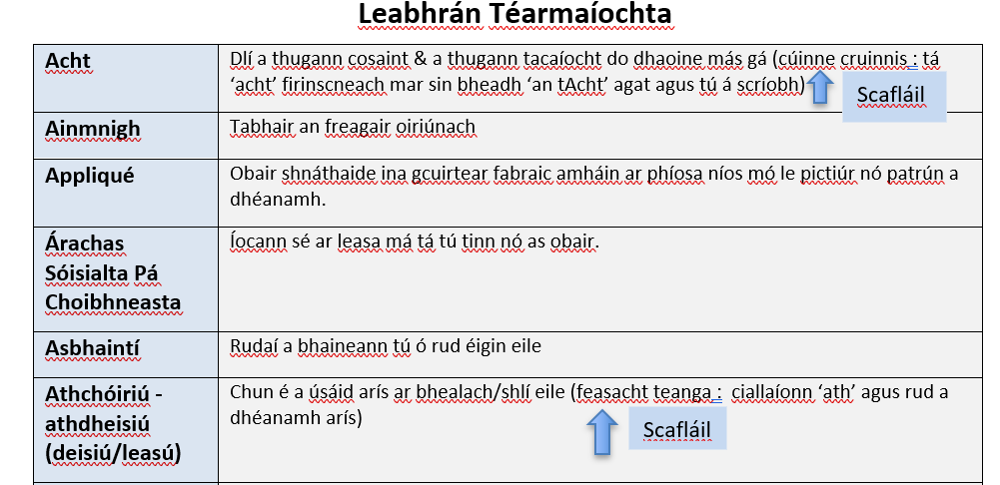 Leabhrán Téarmaíochta
Acht
Dlí a thugann cosaint & a thugann tacaíocht do dhaoine más gá (cúinne cruinnis : tá
‘acht’ firinscneach mar sin bheadh ‘an tAcht’ agat agus tú á scríobh)
Scafláil
Ainmnigh
Tabhair an freagair oiriúnach
Appliqué
Obair shnáthaide ina gcuirtear fabraic amháin ar phíosa níos mó le pictiúr nó patrún a
dhéanamh.
Árachas
Sóisialta Pá
Choibhneasta
Íocann sé ar leasa má tá tú tinn nó as obair.
Asbhaintí
Rudaí a bhaineann tú ó rud éigin eile
Athchóiriú -
athdheisiú
(deisiú/leasú)
Chun é a úsáid arís ar bhealach/shlí eile (feasacht teanga :  ciallaíonn ‘ath’ agus rud a
dhéanamh arís)
Scafláil